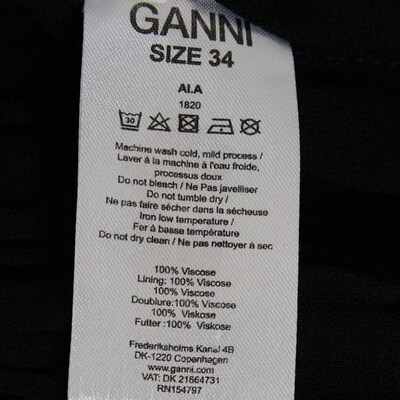 GANNI
SIZE 34
AI.A
1820
30
Machine wash cold, mild process /
Laver à la machine à l'eau froide,
processus doux
Do not bleach / Ne Pas javelliser
Do not tumble dry /
Ne pas faire sécher dans la sécheuse
Iron low temperature /
Fer à basse température
Do not dry clean / Ne pas nettoyer à sec
100% Viscose
Lining: 100% Viscose
100% Viscose
Doublure:100% Viscose
100% Viskose
Futter :100% Viskose
Frederiksholms Kanal 4B
DK-1220 Copenhagen
www.ganni.com
VAT: DK 21664731
RN154797